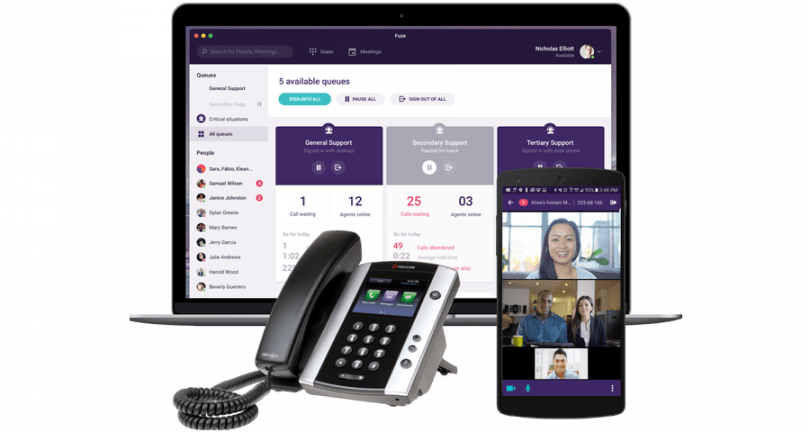 Fuze
Search for People, Meetings...
Dialer
Meetings
Nicholas Elliott
Available
Queues
General Support
Secondary Supp...
Critical situations
All queues
People
Sara, Fábio, Elean...
Samuel Wilson
Janice Johnston
Dylan Greene
Mary Barnes
Jerry Garcia
Julie Andrews
Harold Wood
Beverly Guerrero
5 available queues
SIGN INTO ALL
PAUSE ALL
SIGN OUT OF ALL
General Support
Signed in with desktop
1
12
Call waiting
Agents online
So far today
1
1:02
Secondary Support
Paused for lunch
25
03
Calls waiting
Agents online
So far today
49
Calls abandoned
0:22
Average hold time
Tertiary Support
Signed in with desk phone
POLYCOM
95%
3:46 PM
Alice's Instant M...